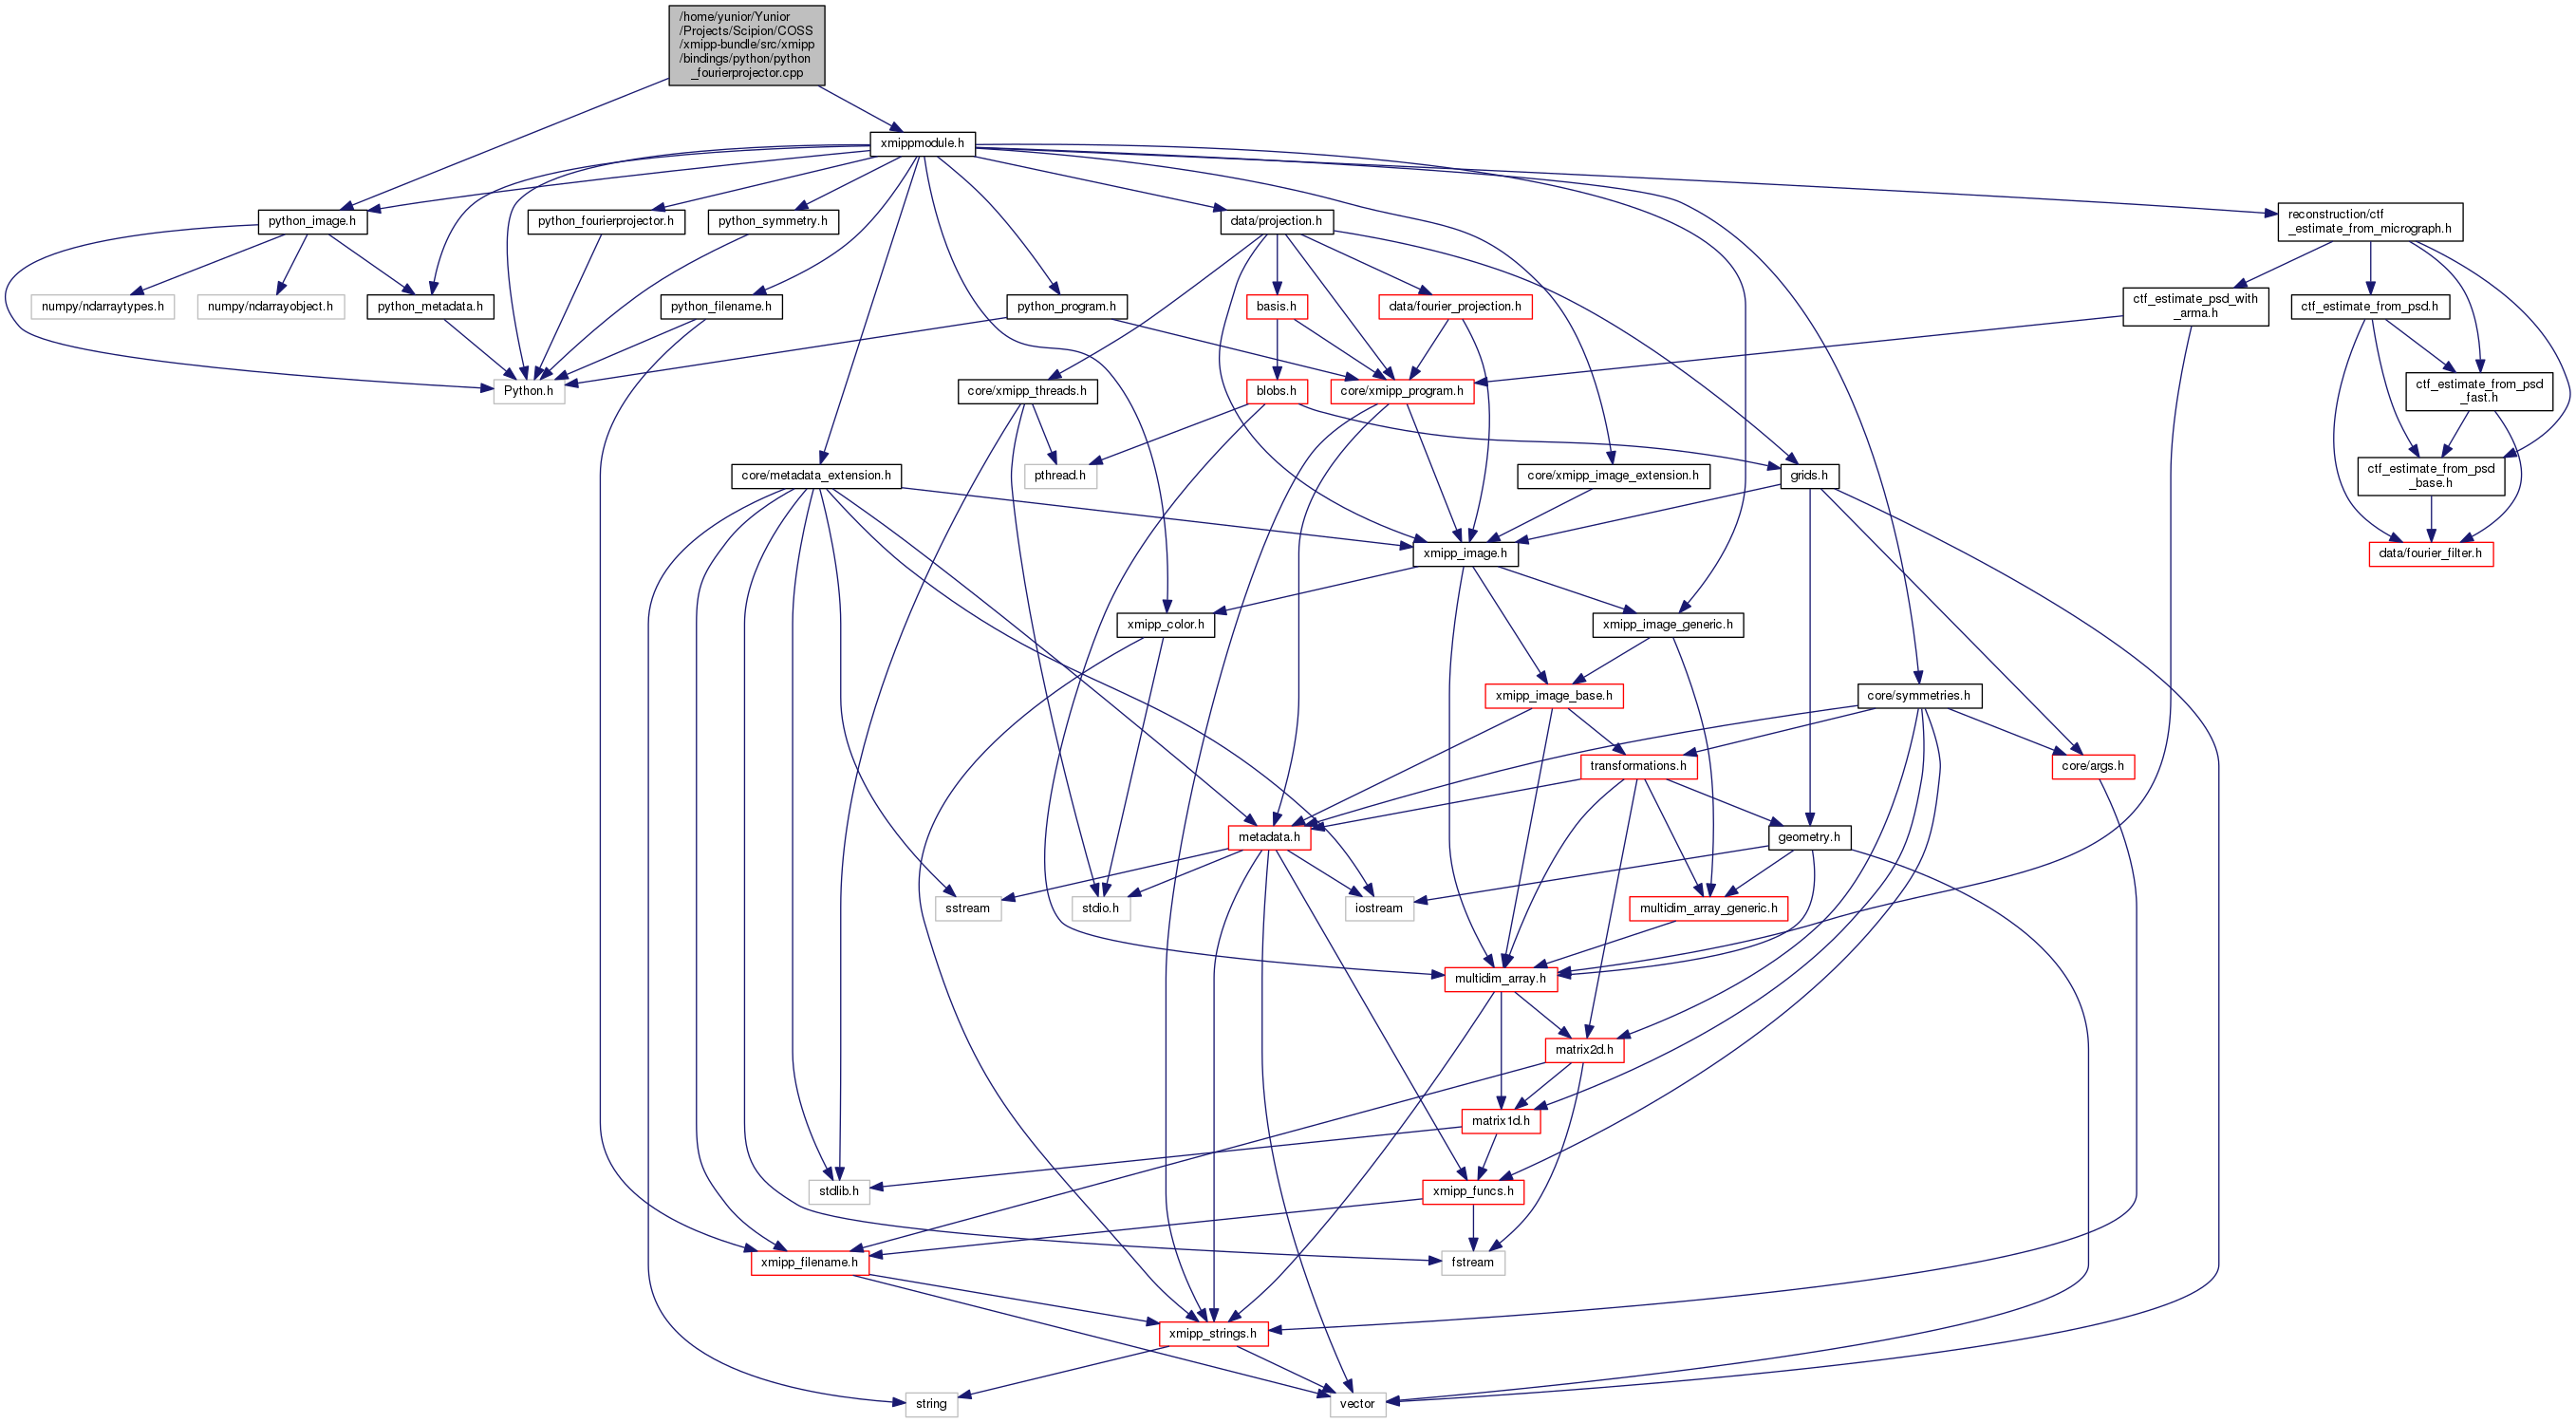 /home/yunior/Yunior
/Projects/Scipion/COSS
/xmipp-bundle/src/xmipp
/bindings/python/python
_fourierprojector.cpp
xmippmodule.h
python_image.h
python_fourierprojector.h
python_symmetry.h
data/projection.h
reconstruction/ctf
_estimate_from_micrograph.h
numpy/ndarraytypes.h
numpy/ndarrayobject.h
python_metadata.h
python_filename.h
python_program.h
basis.h
data/fourier_projection.h
ctf_estimate_psd_with
_arma.h
ctf_estimate_from_psd.h
Python.h
core/xmipp_threads.h
blobs.h
core/xmipp_program.h
ctf_estimate_from_psd
_fast.h
core/metadata_extension.h
pthread.h
core/xmipp_image_extension.h
grids.h
ctf_estimate_from_psd
_base.h
xmipp_image.h
data/fourier_filter.h
xmipp_color.h
xmipp_image_generic.h
xmipp_image_base.h
core/symmetries.h
transformations.h
core/args.h
metadata.h
geometry.h
sstream
stdio.h
iostream
multidim_array_generic.h
multidim_array.h
matrix2d.h
matrix1d.h
stdlib.h
xmipp_funcs.h
xmipp_filename.h
fstream
xmipp_strings.h
string
vector